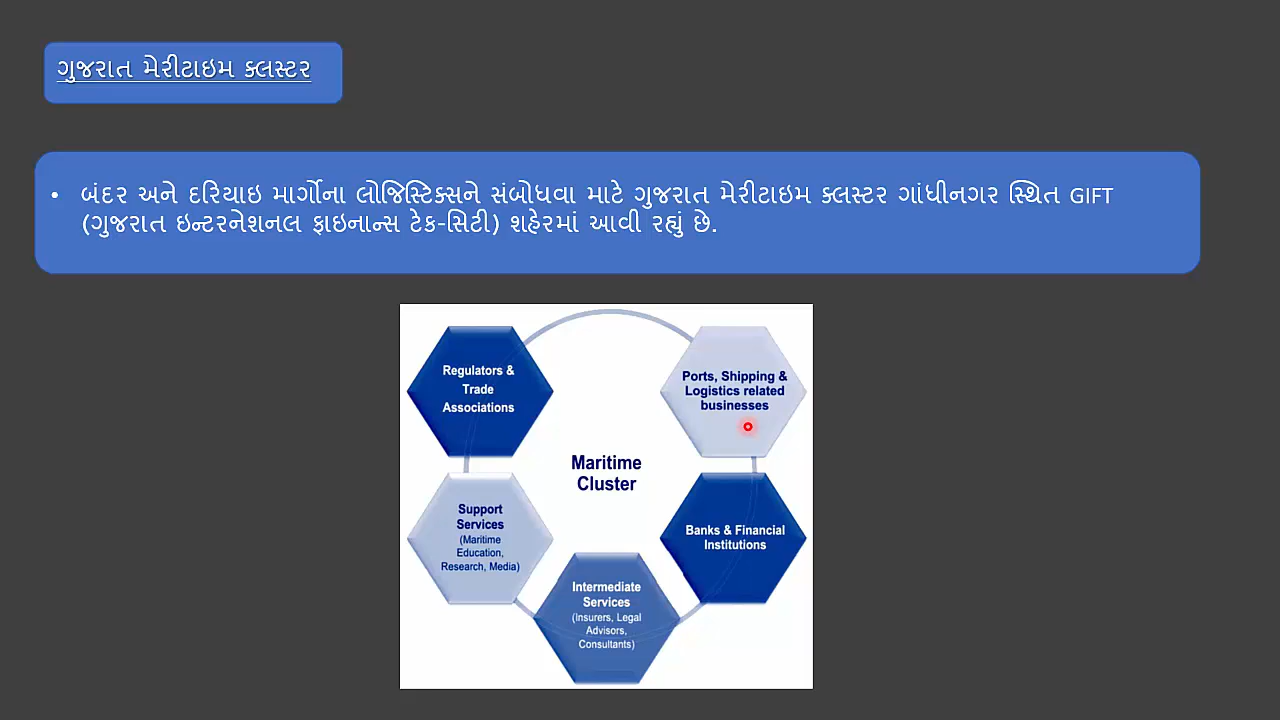 ગુજરાત મેરીટાઇમ ક્લસ્ટર
• બંદર અને દરિયાઇ માર્ગોના લોજિસ્ટિક્સને સંબોધવા માટે ગુજરાત મેરીટાઇમ ક્લસ્ટર ગાંધીનગર સ્થિત GIFT
(ગુજરાત ઇન્ટરનેશનલ ફાઇનાન્સ ટેક-સિટી) શહેરમાં આવી રહ્યું છે.
Regulators &
Trade
Associations
Ports, Shipping &
Logistics related
businesses
Maritime
Cluster
Support
Services
(Maritime
Education,
Research, Media)
Banks & Financial
Institutions
Intermediate
Services
(Insurers, Legal
Advisors,
Consultants)